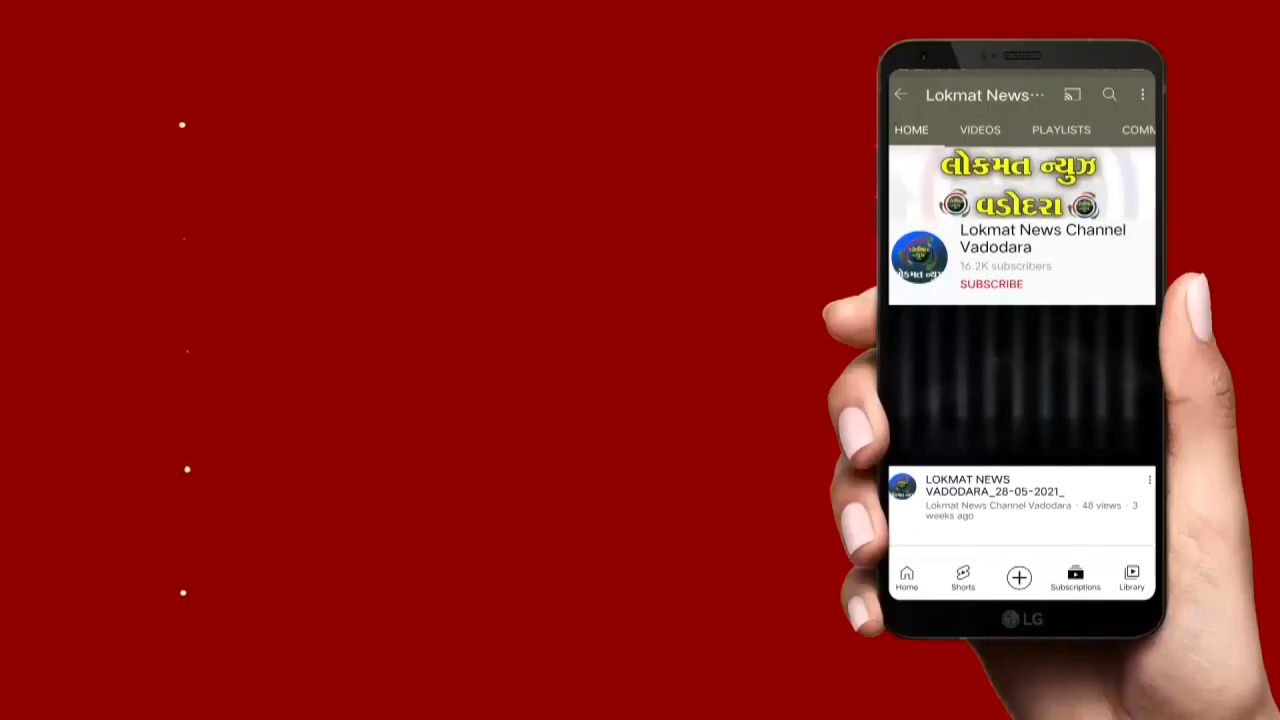 Lokmat News···
HOME VIDEOS PLAYLISTS COMM
લોકમત ન્યુઝ
વડોદરા
Lokmat News Channel
Vadodara
16.2K subscribers
SUBSCRIBE
LOKMAT NEWS
VADODARA_28-05-2021_
Lokmat News Channel Vadodara · 48 views · 3
weeks ago
Home Shorts Subscriptions Library
LG